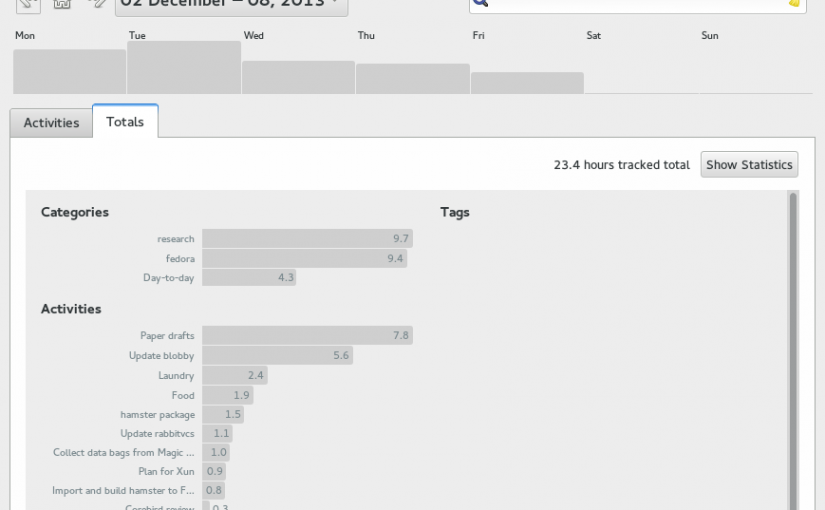 02 December – 08, 2013
Mon Tue Wed Thu Fri Sat Sun
Activities Totals
23.4 hours tracked total Show Statistics
Categories Tags
research 9.7
fedora 9.4
Day-to-day 4.3
Activities
Paper drafts 7.8
Update blobby 5.6
Laundry 2.4
Food 1.9
hamster package 1.5
Update rabbitvcs 1.1
Collect data bags from Magic ... 1.0
Plan for Xun 0.9
Import and build hamster to F... 0.8
Corebird review 0.3